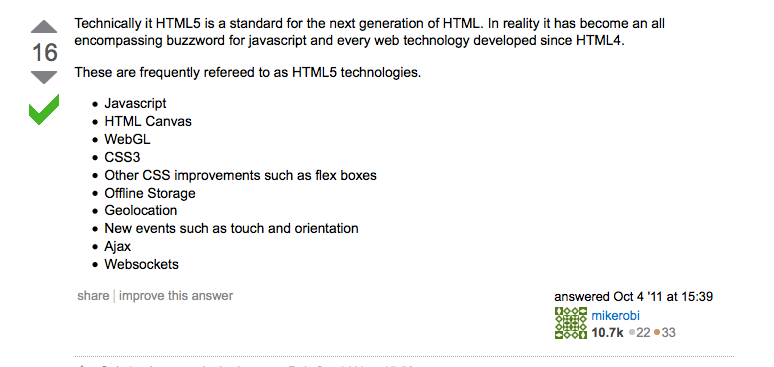 Technically it HTML5 is a standard for the next generation of HTML. In reality it has become an all
encompassing buzzword for javascript and every web technology developed since HTML4.
16
These are frequently refereed to as HTML5 technologies.
Javascript
HTML Canvas
WebGL
CSS3
Other CSS improvements such as flex boxes
Offline Storage
Geolocation
New events such as touch and orientation
Ajax
Websockets
share | improve this answer
answered Oct 4 '11 at 15:39
mikerobi
10.7k ●22 ●33